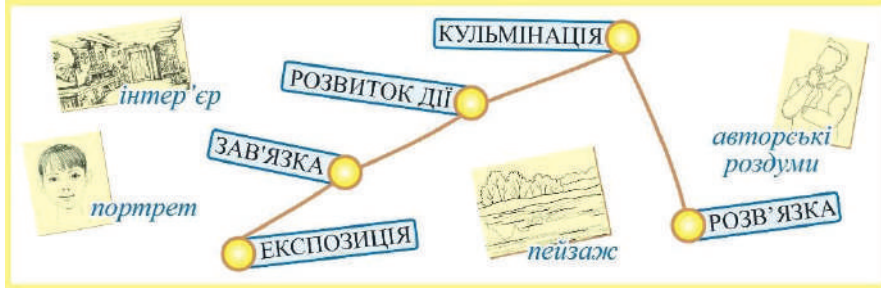 КУЛЬМІНАЦІЯ
РОЗВИТОК ДІЇ
інтер’єр
ЗАВ'ЯЗКА
авторські
роздуми
портрет
ЕКСПОЗИЦІЯ
пейзаж
РОЗВ’ЯЗКА